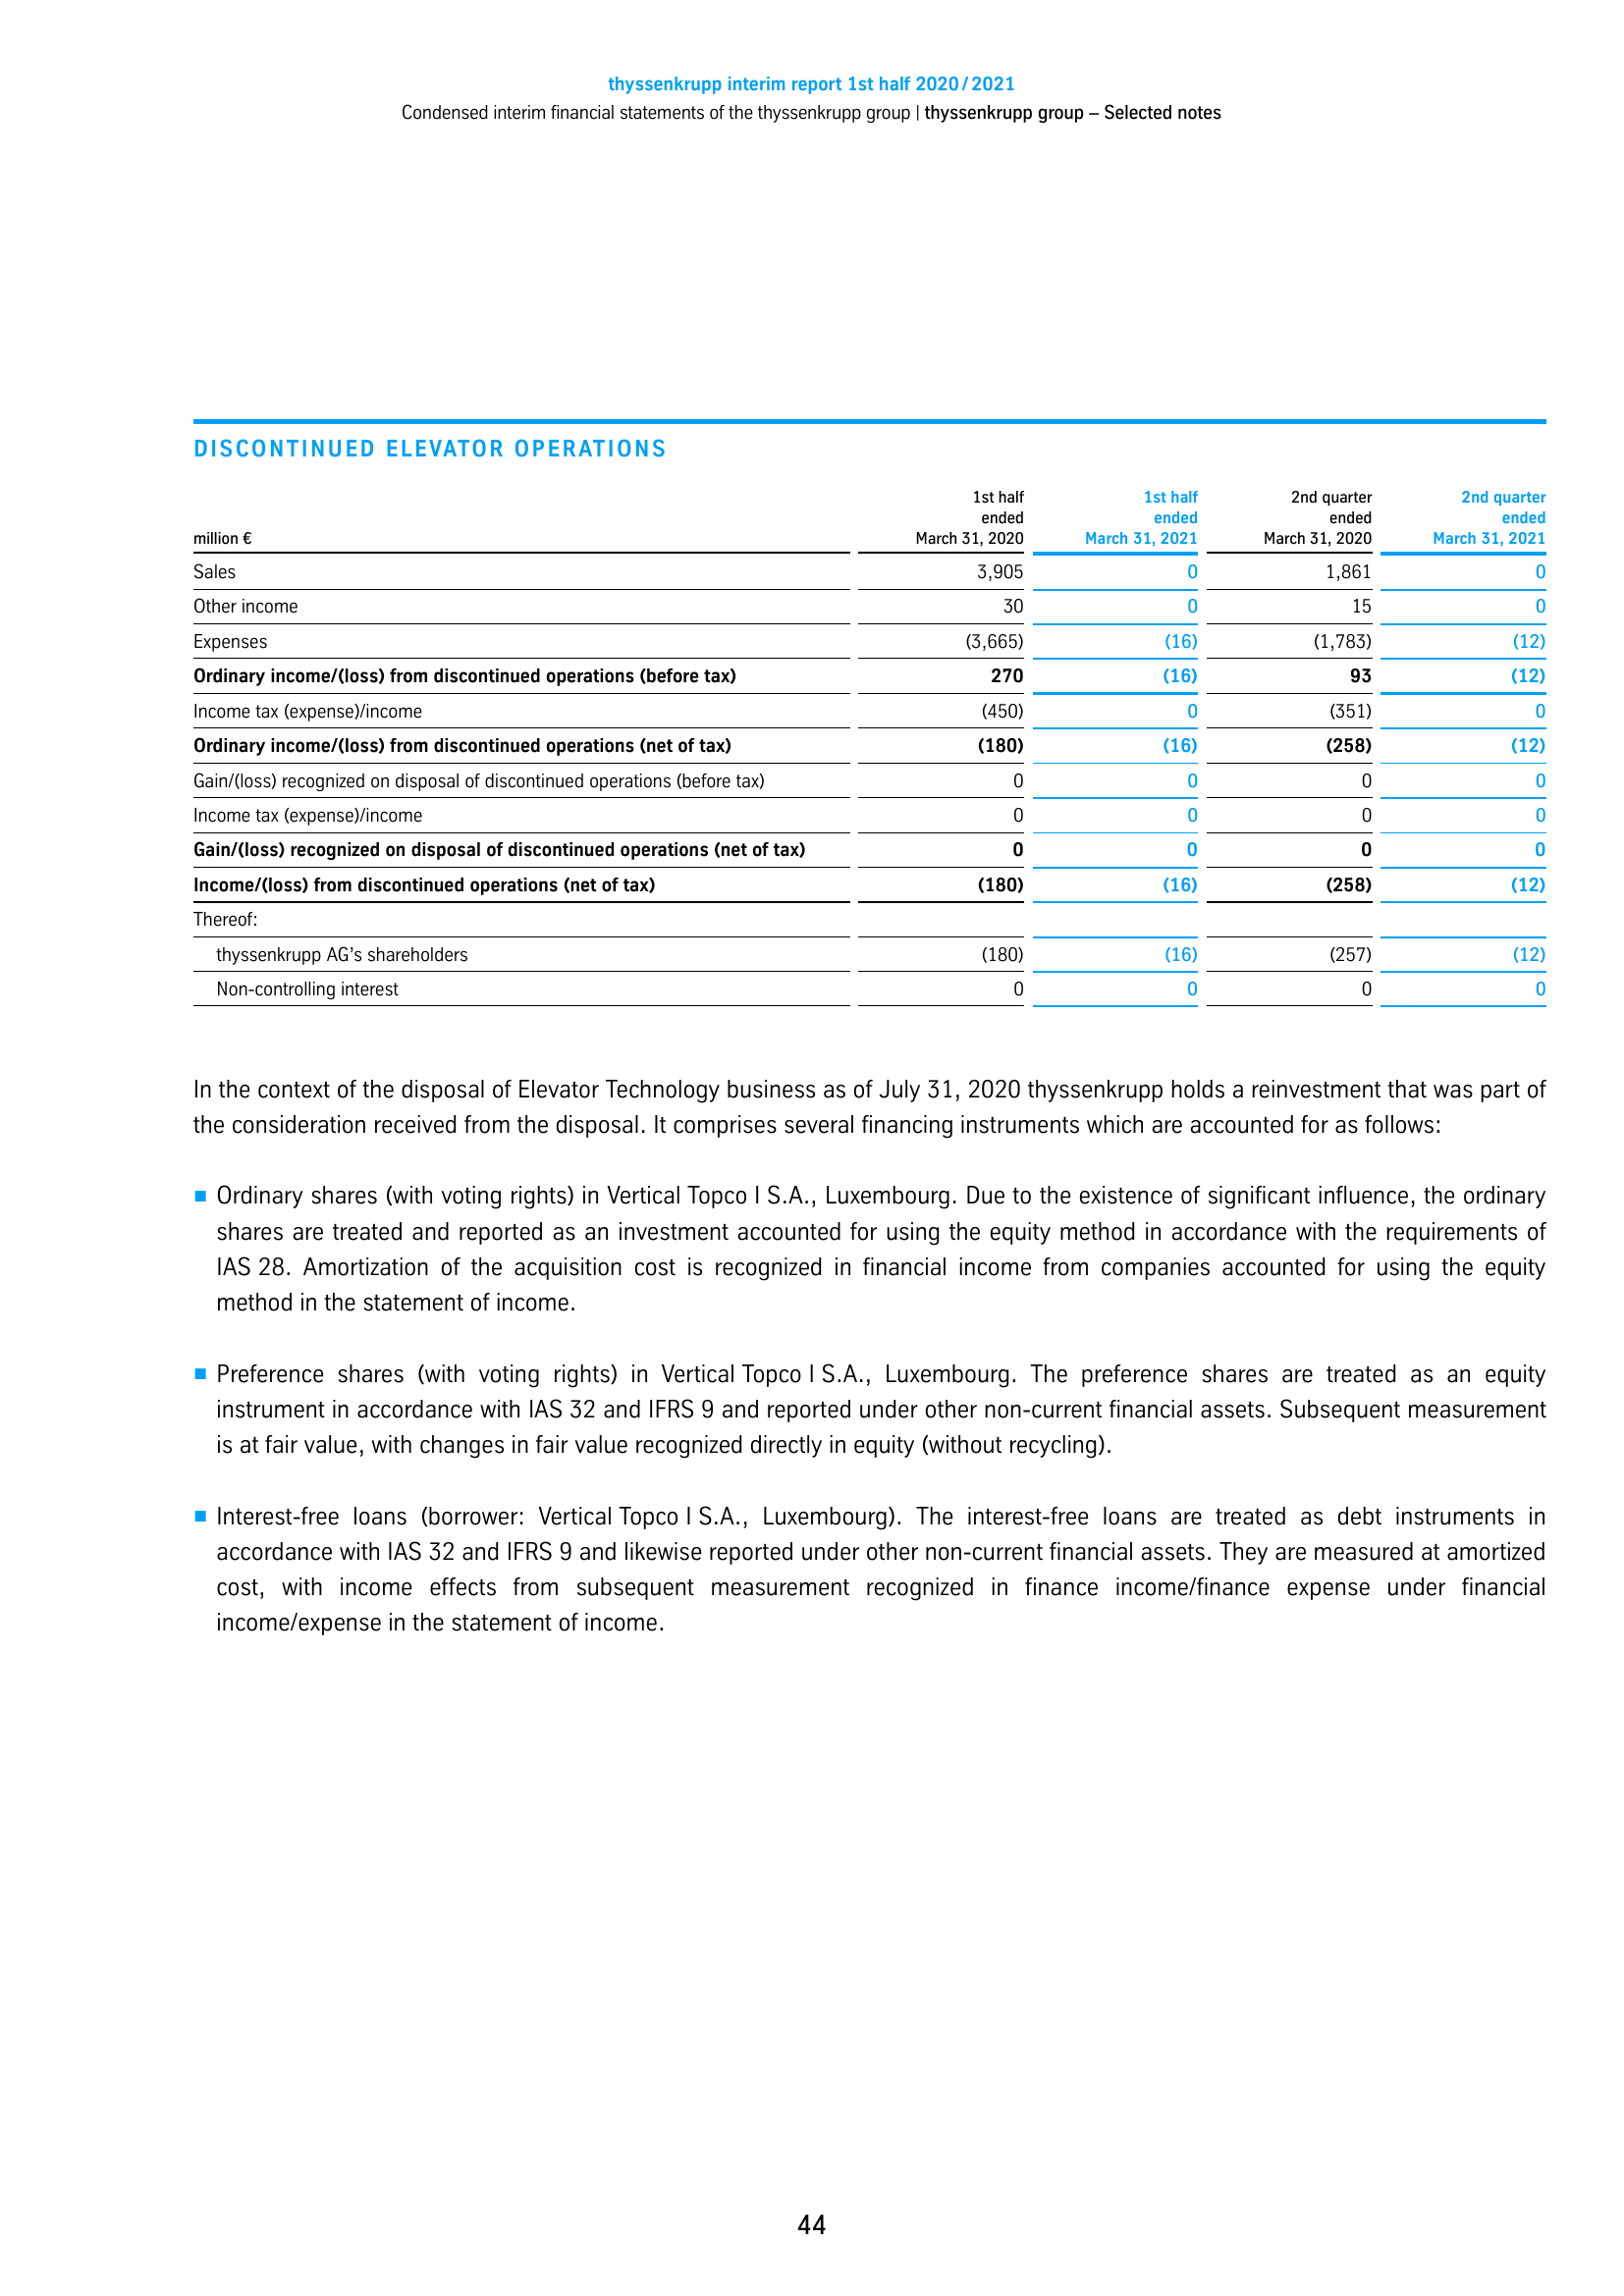 thyssenkrupp interim report 1st half 2020 / 2021
Condensed interim financial statements of the thyssenkrupp group | thyssenkrupp group – Selected notes
DISCONTINUED ELEVATOR OPERATIONS
million € 1st half ended March 31, 2020 1st half ended March 31, 2021 2nd quarter ended March 31, 2020 2nd quarter ended March 31, 2021
Sales 3,905 0 1,861 0
Other income 30 0 15 0
Expenses (3,665) (16) (1,783) (12)
Ordinary income/(loss) from discontinued operations (before tax) 270 (16) 93 (12)
Income tax (expense)/income (450) 0 (351) 0
Ordinary income/(loss) from discontinued operations (net of tax) (180) (16) (258) (12)
Gain/(loss) recognized on disposal of discontinued operations (before tax) 0 0 0 0
Income tax (expense)/income 0 0 0 0
Gain/(loss) recognized on disposal of discontinued operations (net of tax) 0 0 0 0
Income/(loss) from discontinued operations (net of tax) (180) (16) (258) (12)
Thereof:
thyssenkrupp AG's shareholders (180) (16) (257) (12)
Non-controlling interest 0 0 0 0
In the context of the disposal of Elevator Technology business as of July 31, 2020 thyssenkrupp holds a reinvestment that was part of
the consideration received from the disposal. It comprises several financing instruments which are accounted for as follows:
■ Ordinary shares (with voting rights) in Vertical Topco I S.A., Luxembourg. Due to the existence of significant influence, the ordinary
shares are treated and reported as an investment accounted for using the equity method in accordance with the requirements of
IAS 28. Amortization of the acquisition cost is recognized in financial income from companies accounted for using the equity
method in the statement of income.
■ Preference shares (with voting rights) in Vertical Topco I S.A., Luxembourg. The preference shares are treated as an equity
instrument in accordance with IAS 32 and IFRS 9 and reported under other non-current financial assets. Subsequent measurement
is at fair value, with changes in fair value recognized directly in equity (without recycling).
■ Interest-free loans (borrower: Vertical Topco I S.A., Luxembourg). The interest-free loans are treated as debt instruments in
accordance with IAS 32 and IFRS 9 and likewise reported under other non-current financial assets. They are measured at amortized
cost, with income effects from subsequent measurement recognized in finance income/finance expense under financial
income/expense in the statement of income.
44